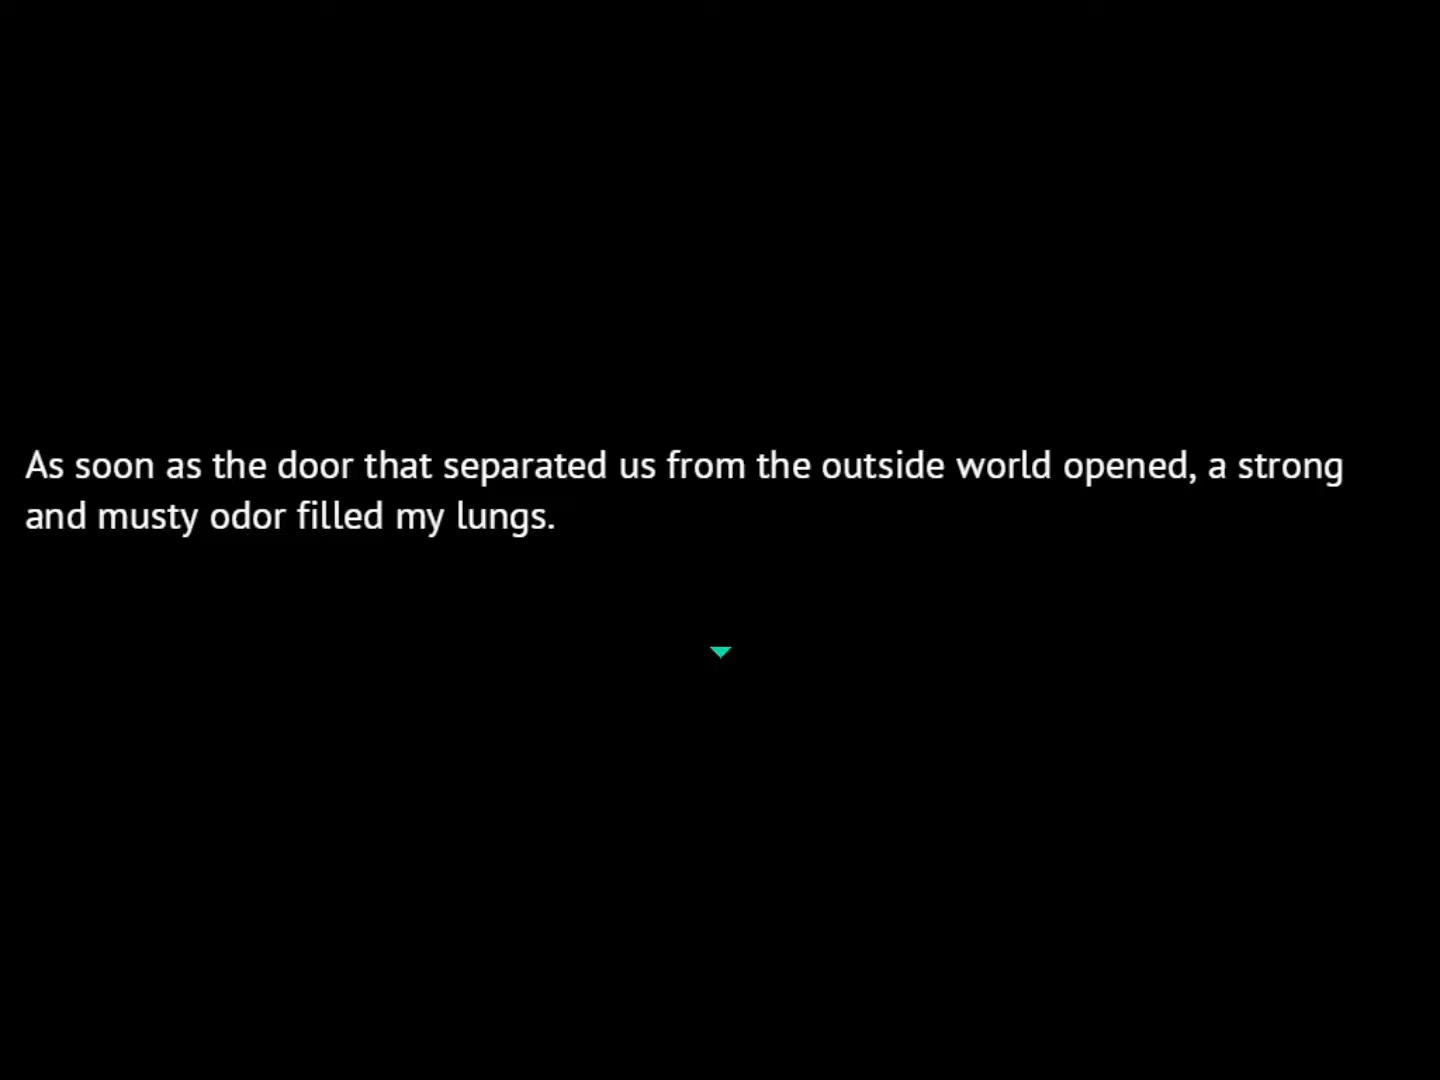 As soon as the door that separated us from the outside world opened, a strong
and musty odor filled my lungs.